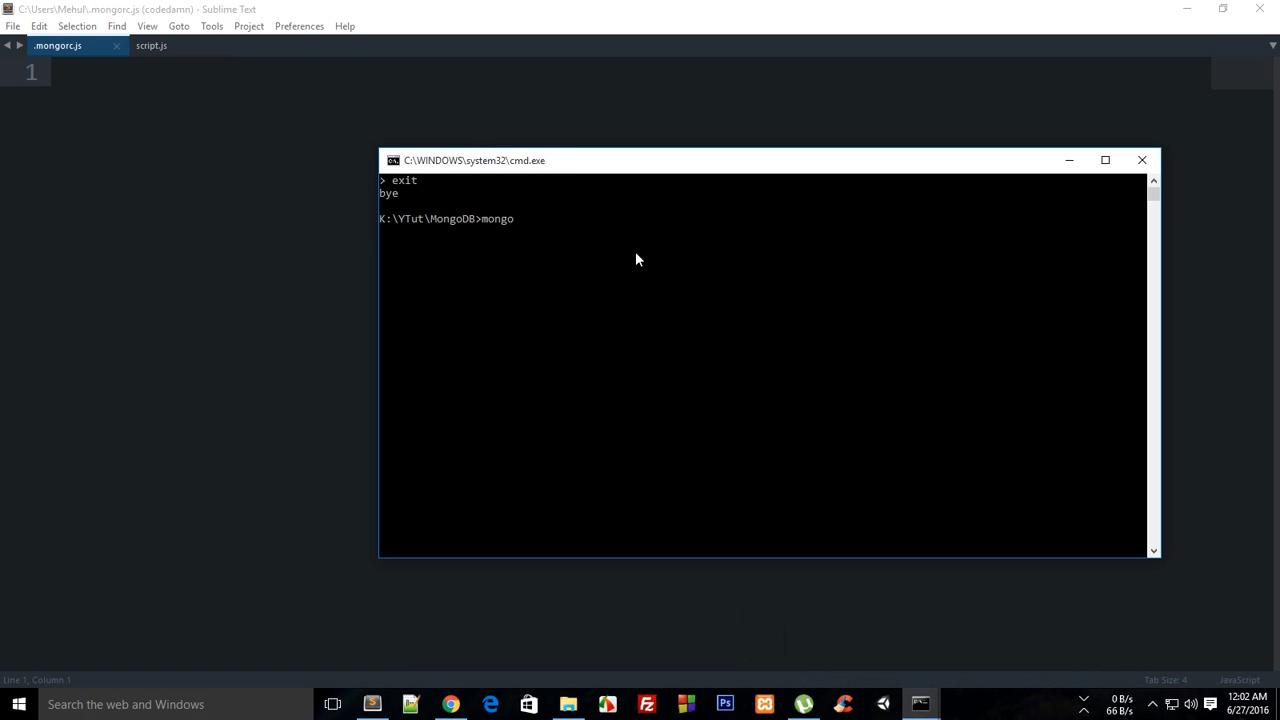 C:\Users\Mehul\.mongorc.js (codedamn) - Sublime Text
File Edit Selection Find View Goto Tools Project Preferences Help
.mongorc.js script.js
1
C:\WINDOWS\system32\cmd.exe
> exit
bye
K:\YTut\MongoDB>mongo
Line 1, Column 1 Tab Size: 4 JavaScript
Search the web and Windows
0 B/s
66 B/s
12:02 AM
6/27/2016